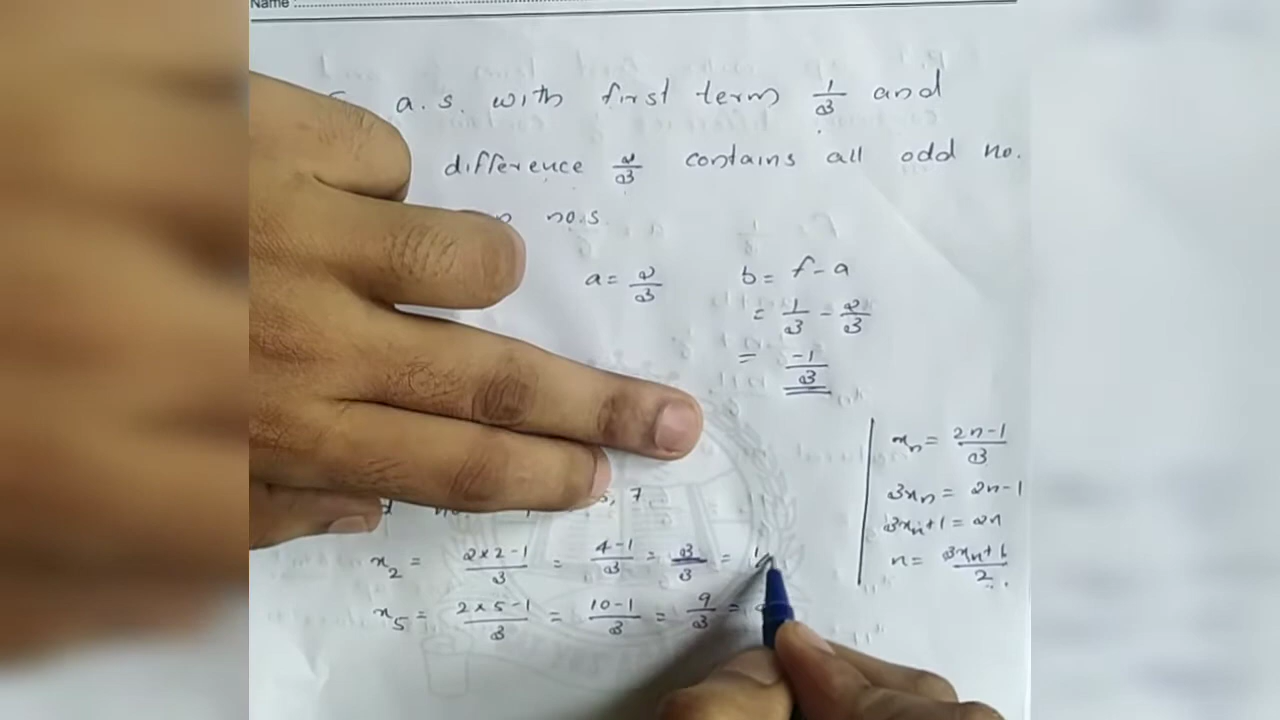 Name :
a.s. with first term 1/3 and
difference 2/3 contains all odd no.
no.s
a = 2/3
b = f - a
= 1/3 - 2/3
= -1/3
xn = 2n-1/3
3xn = 2n-1
3xn+1 = 2n
n = 3xn+1/2
, 7
x2 = 2×2-1/3 = 4-1/3 = 3/3 = 1
x5 = 2×5-1/3 = 10-1/3 = 9/3 =